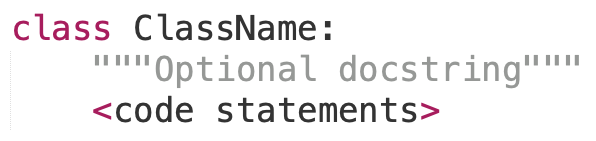 class ClassName:
    """Optional docstring"""
    <code statements>